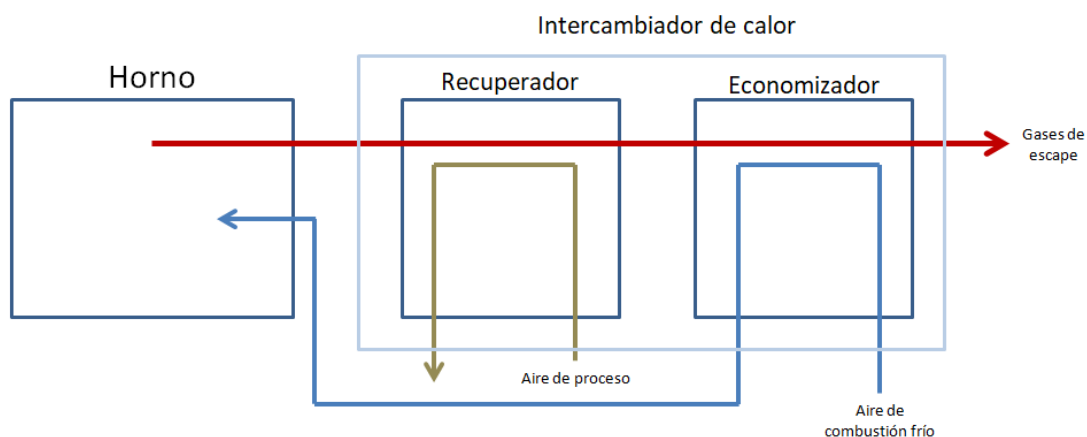 Intercambiador de calor
Horno
Recuperador
Economizador
Gases de
escape
Aire de proceso
Aire de
combustión frío